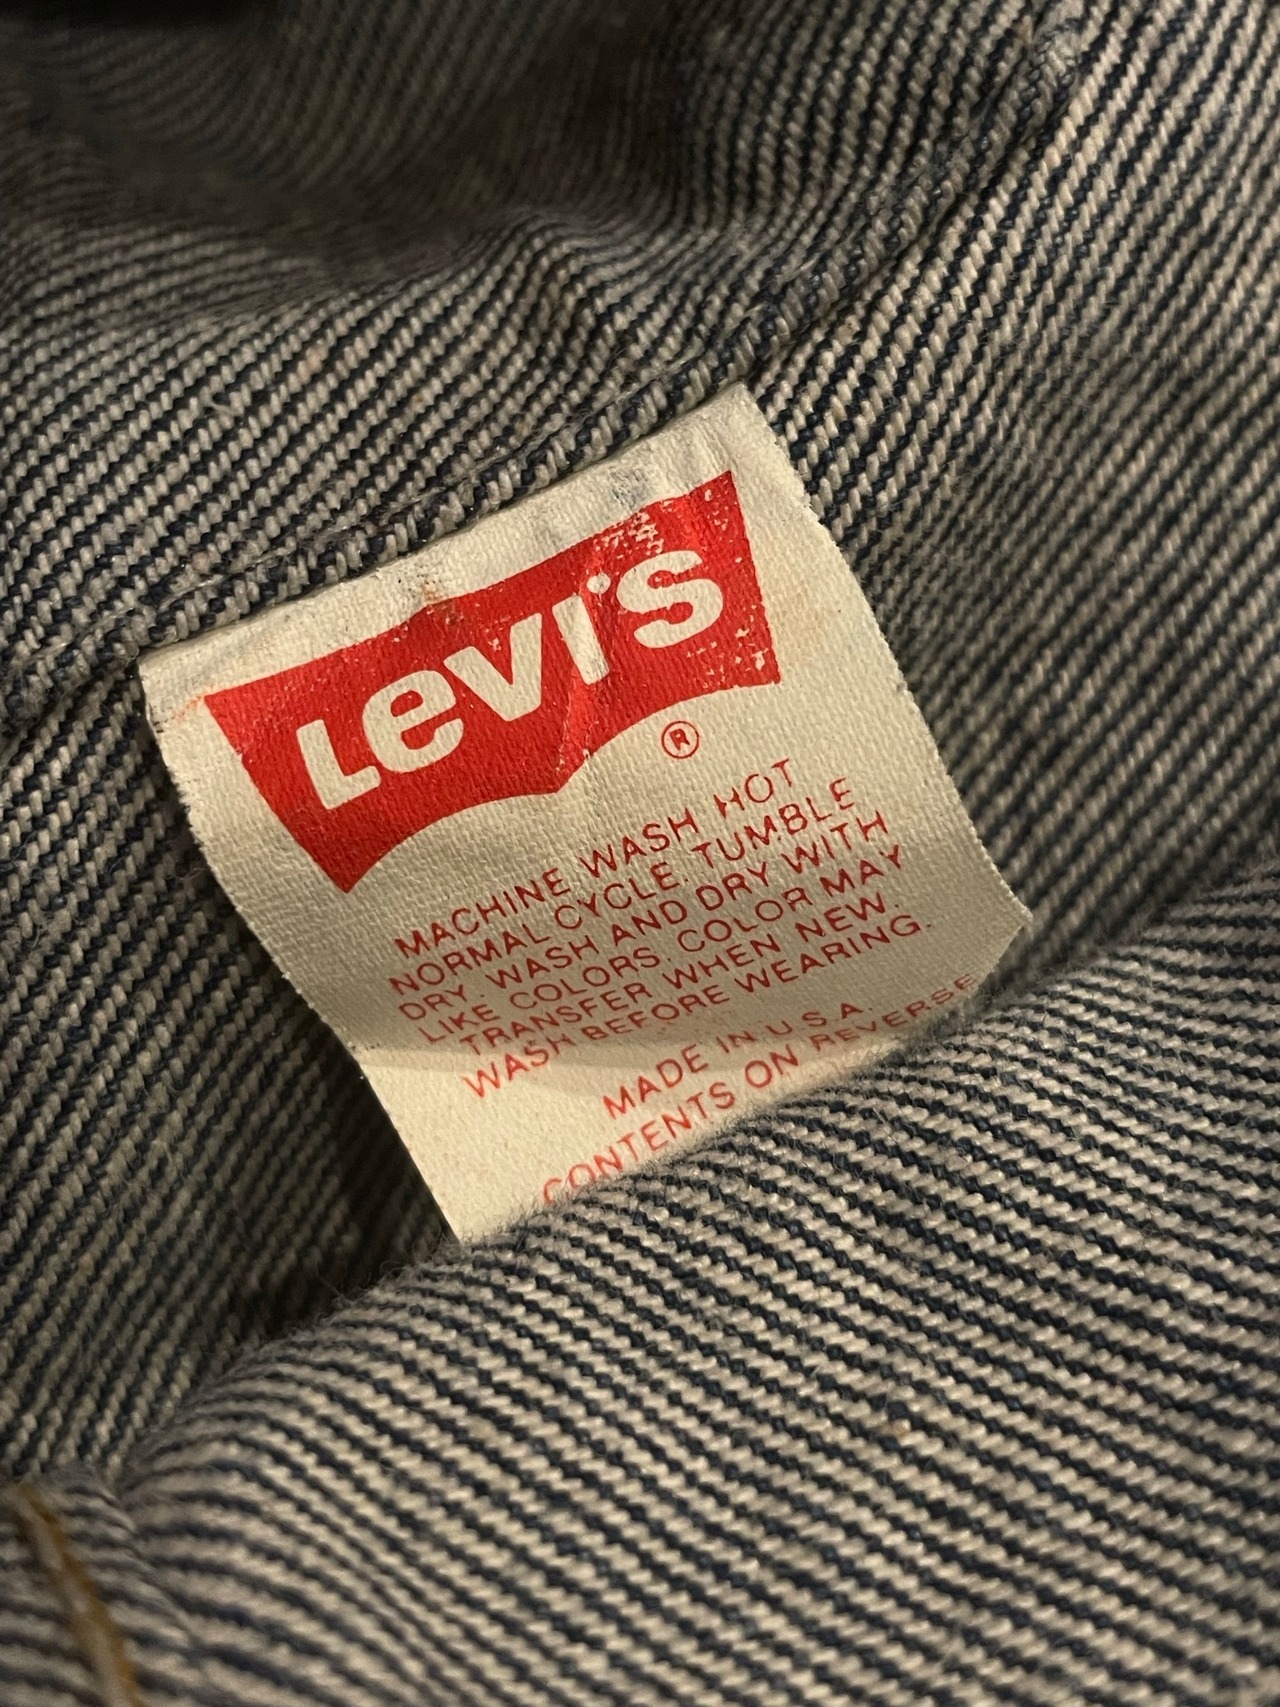 Levi's
®
MACHINE WASH HOT
NORMAL CYCLE. TUMBLE
DRY. WASH AND DRY WITH
LIKE COLORS. COLOR MAY
TRANSFER WHEN NEW.
WASH BEFORE WEARING.
MADE IN U.S.A.
CONTENTS ON REVERSE